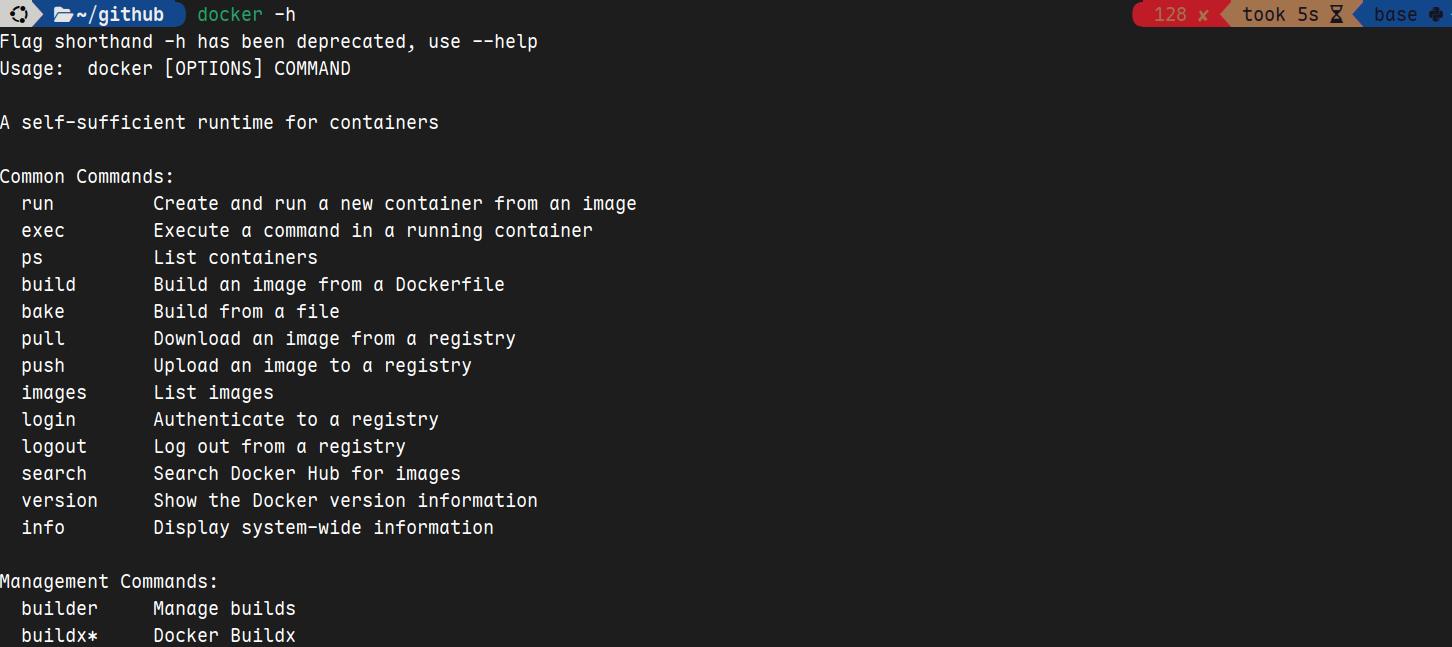 ~/github docker -h 128 ✘ took 5s base
Flag shorthand -h has been deprecated, use --help
Usage:  docker [OPTIONS] COMMAND
A self-sufficient runtime for containers
Common Commands:
  run         Create and run a new container from an image
  exec        Execute a command in a running container
  ps          List containers
  build       Build an image from a Dockerfile
  bake        Build from a file
  pull        Download an image from a registry
  push        Upload an image to a registry
  images      List images
  login       Authenticate to a registry
  logout      Log out from a registry
  search      Search Docker Hub for images
  version     Show the Docker version information
  info        Display system-wide information
Management Commands:
  builder     Manage builds
  buildx*     Docker Buildx